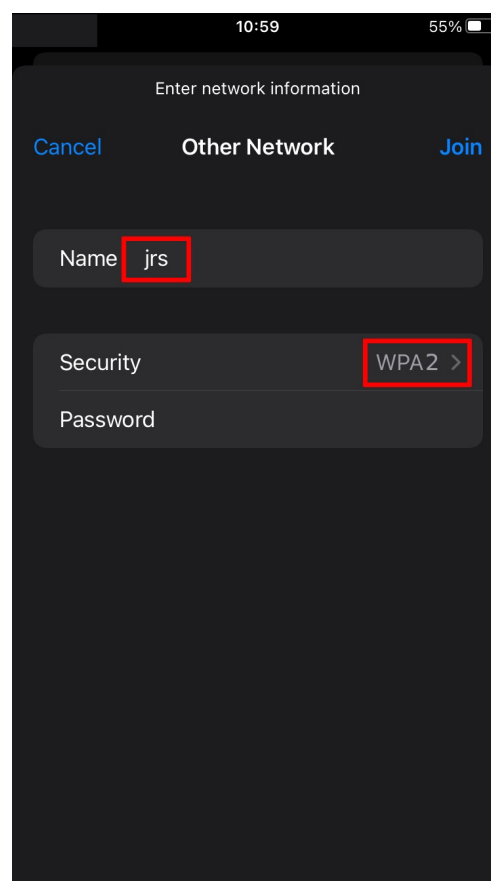 10:59 55%
Enter network information
Cancel Other Network Join
Name jrs
Security WPA2 >
Password